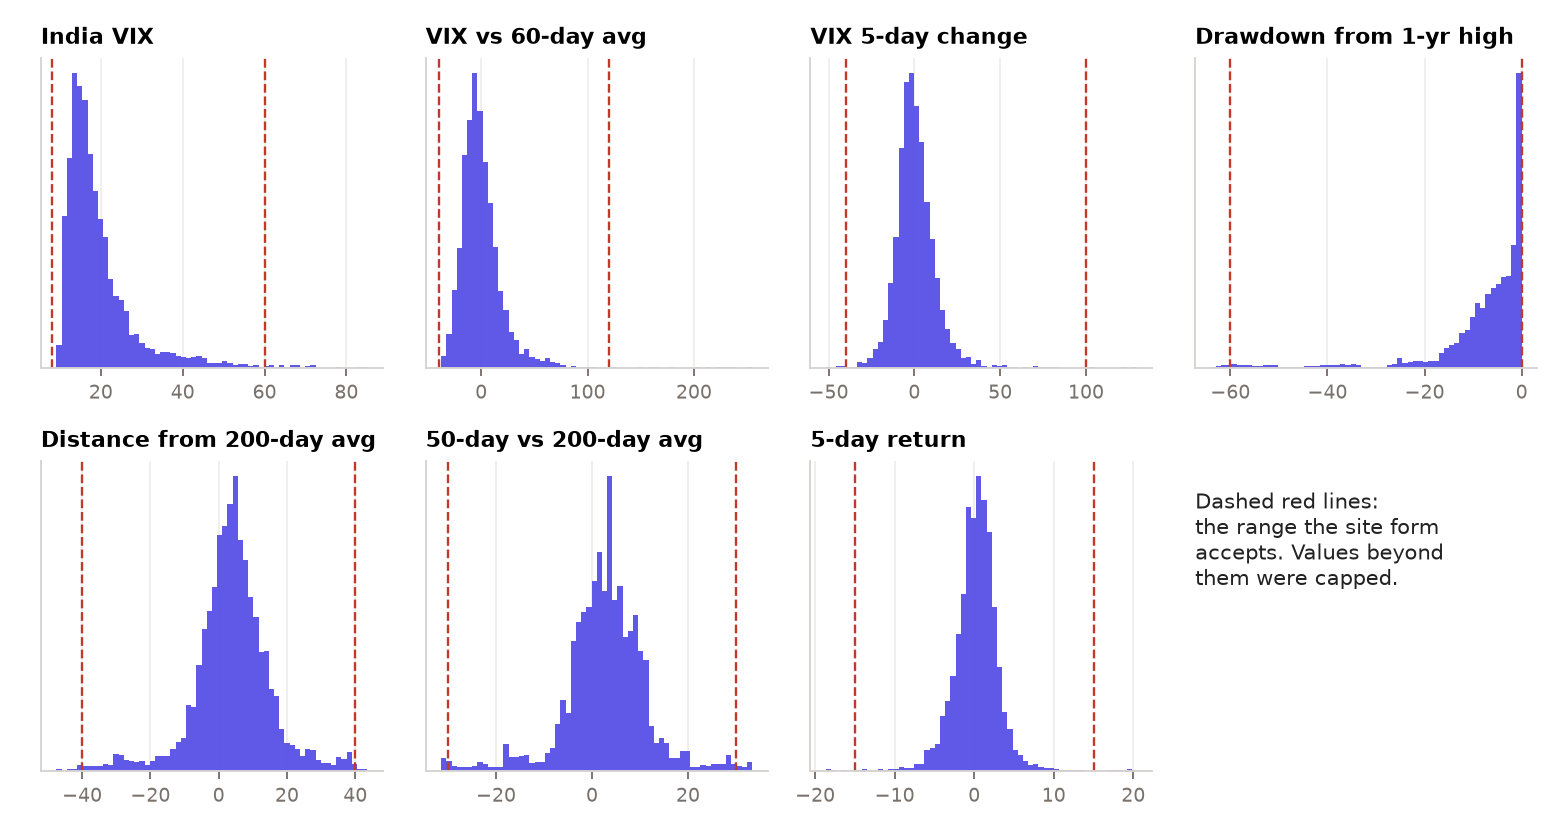 India VIX
VIX vs 60-day avg
VIX 5-day change
Drawdown from 1-yr high
20 40 60 80
0 100 200
−50 0 50 100
−60 −40 −20 0
Distance from 200-day avg
50-day vs 200-day avg
5-day return
Dashed red lines:
the range the site form
accepts. Values beyond
them were capped.
−40 −20 0 20 40
−20 0 20
−20 −10 0 10 20